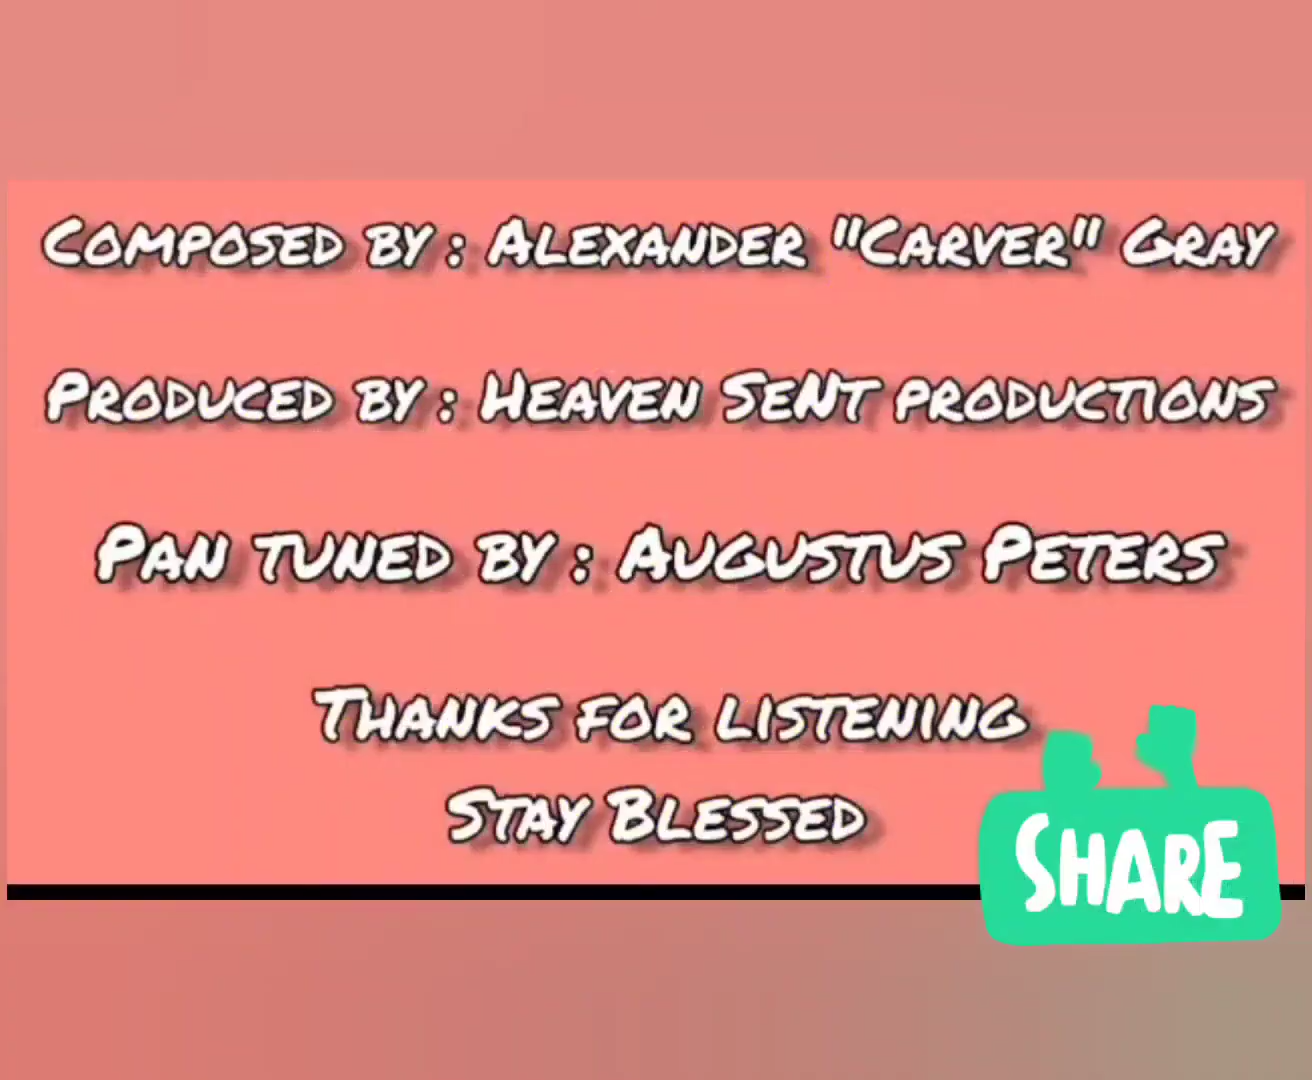 Composed by : Alexander "Carver" Gray
Produced by : Heaven SeNt productions
Pan tuned by : Augustus Peters
Thanks for listening
Stay Blessed
SHARE